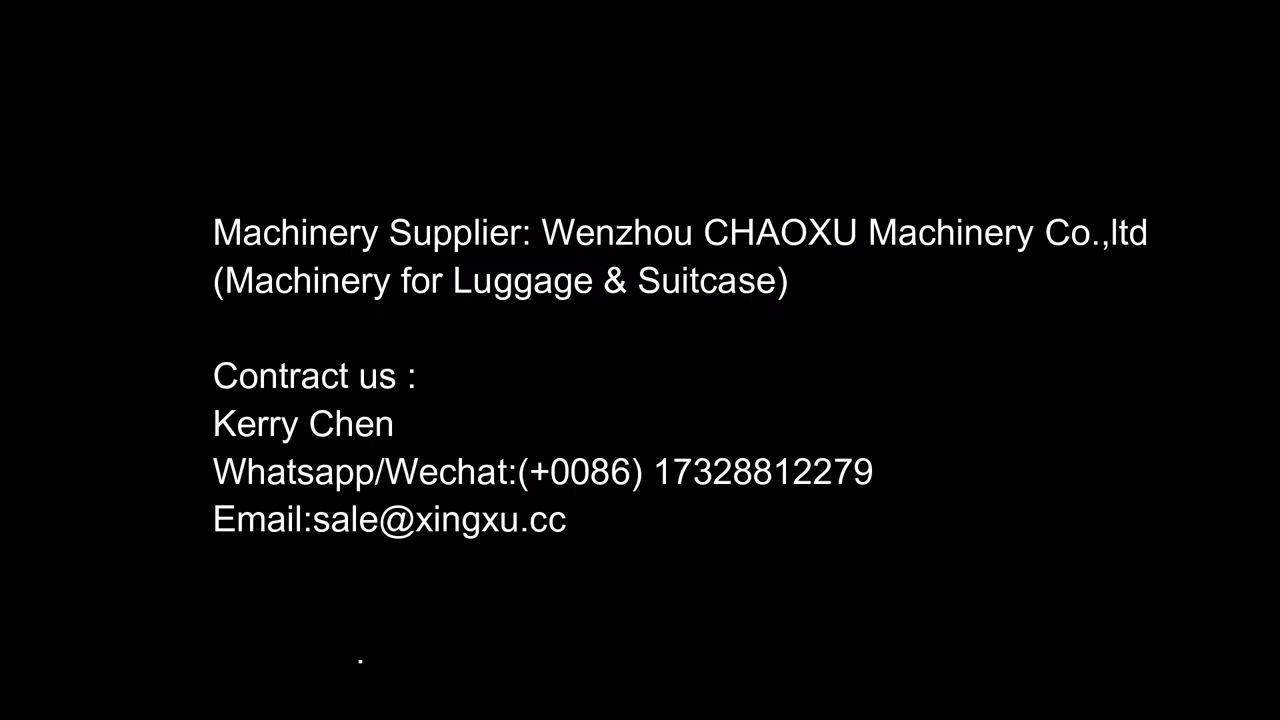 Machinery Supplier: Wenzhou CHAOXU Machinery Co.,ltd
(Machinery for Luggage & Suitcase)
Contract us :
Kerry Chen
Whatsapp/Wechat:(+0086) 17328812279
Email:sale@xingxu.cc
.